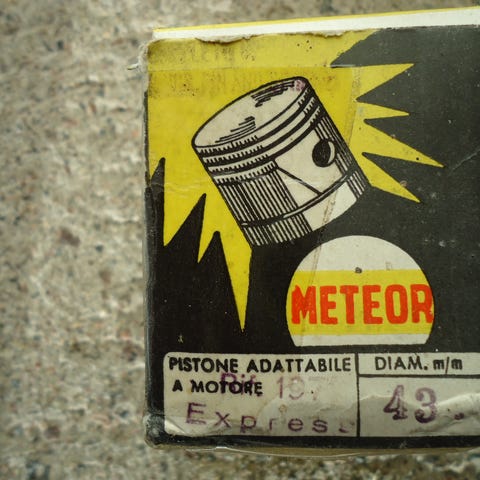 METEOR
PISTONE ADATTABILE
A MOTORE
DIAM. m/m
Express
43